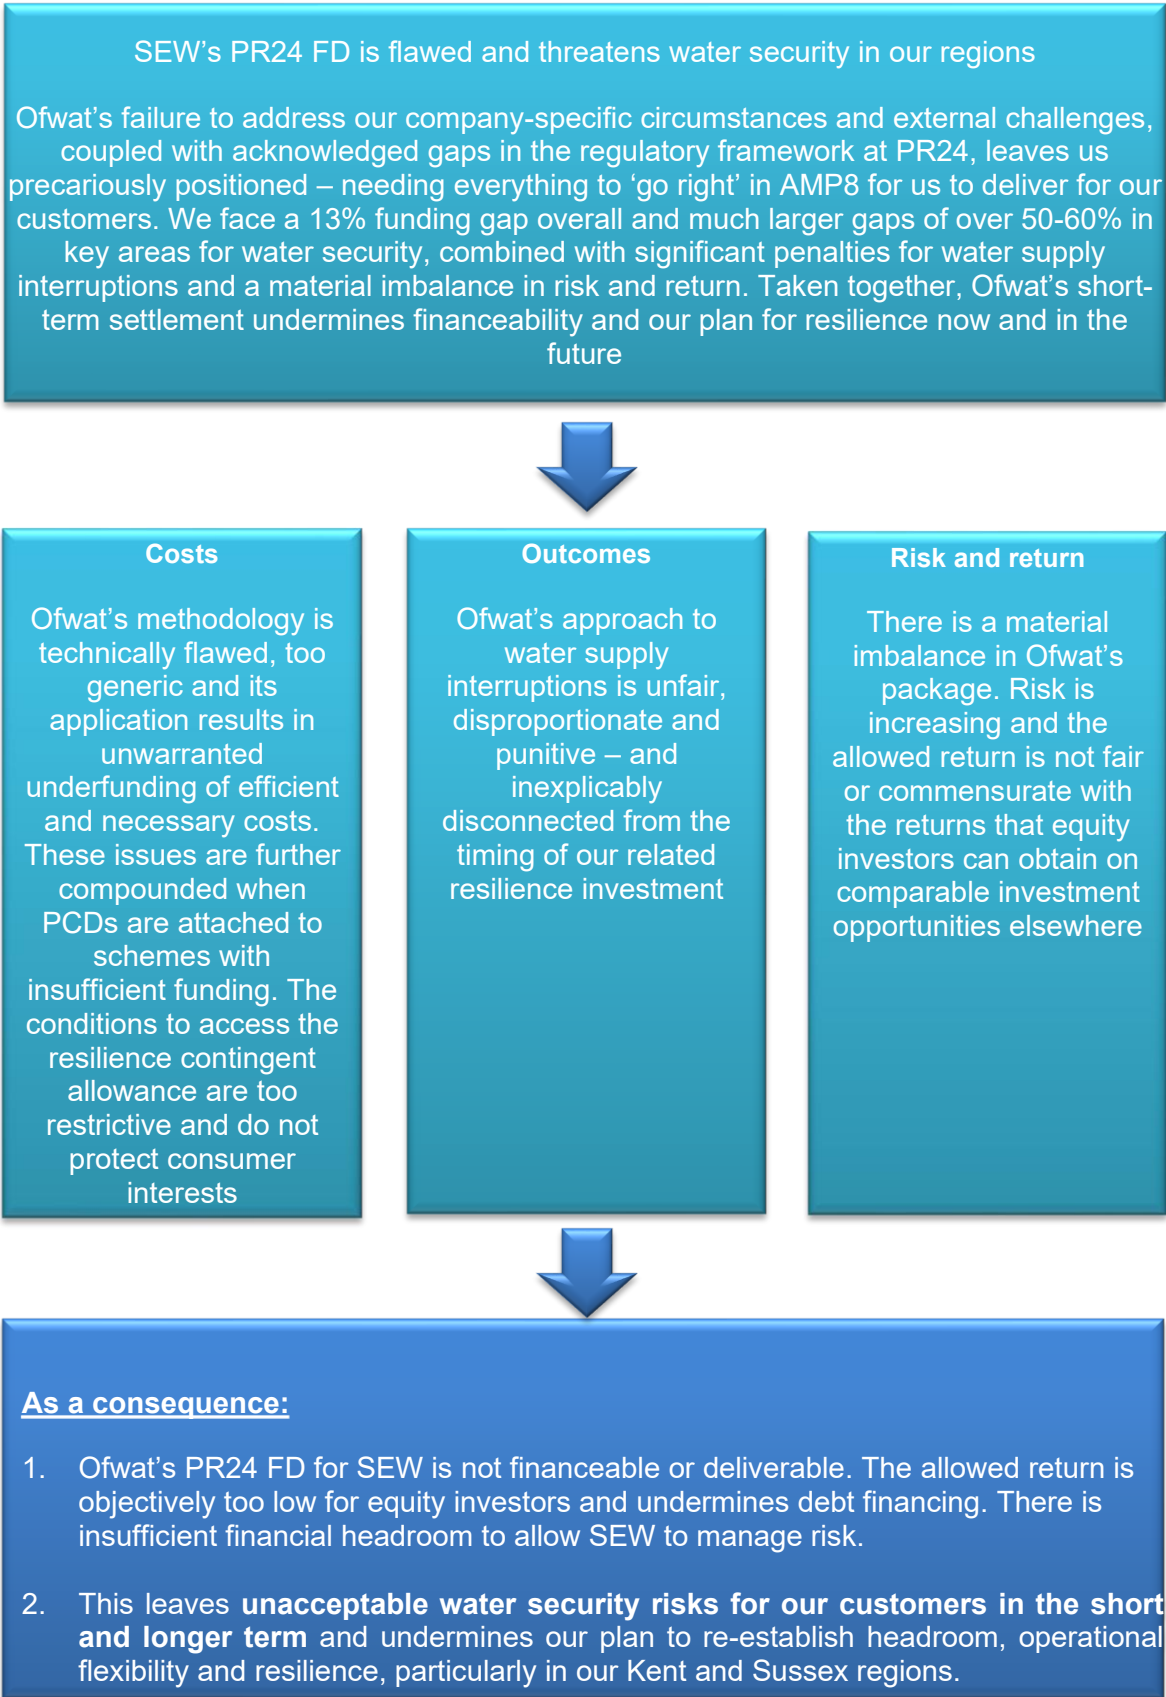 SEW’s PR24 FD is flawed and threatens water security in our regions
Ofwat’s failure to address our company-specific circumstances and external challenges,
coupled with acknowledged gaps in the regulatory framework at PR24, leaves us
precariously positioned – needing everything to ‘go right’ in AMP8 for us to deliver for our
customers. We face a 13% funding gap overall and much larger gaps of over 50-60% in
key areas for water security, combined with significant penalties for water supply
interruptions and a material imbalance in risk and return. Taken together, Ofwat’s short-
term settlement undermines financeability and our plan for resilience now and in the
future
Costs
Ofwat’s methodology is
technically flawed, too
generic and its
application results in
unwarranted
underfunding of efficient
and necessary costs.
These issues are further
compounded when
PCDs are attached to
schemes with
insufficient funding. The
conditions to access the
resilience contingent
allowance are too
restrictive and do not
protect consumer
interests
Outcomes
Ofwat’s approach to
water supply
interruptions is unfair,
disproportionate and
punitive – and
inexplicably
disconnected from the
timing of our related
resilience investment
Risk and return
There is a material
imbalance in Ofwat’s
package. Risk is
increasing and the
allowed return is not fair
or commensurate with
the returns that equity
investors can obtain on
comparable investment
opportunities elsewhere
As a consequence:
1. Ofwat’s PR24 FD for SEW is not financeable or deliverable. The allowed return is
objectively too low for equity investors and undermines debt financing. There is
insufficient financial headroom to allow SEW to manage risk.
2. This leaves unacceptable water security risks for our customers in the short
and longer term and undermines our plan to re-establish headroom, operational
flexibility and resilience, particularly in our Kent and Sussex regions.